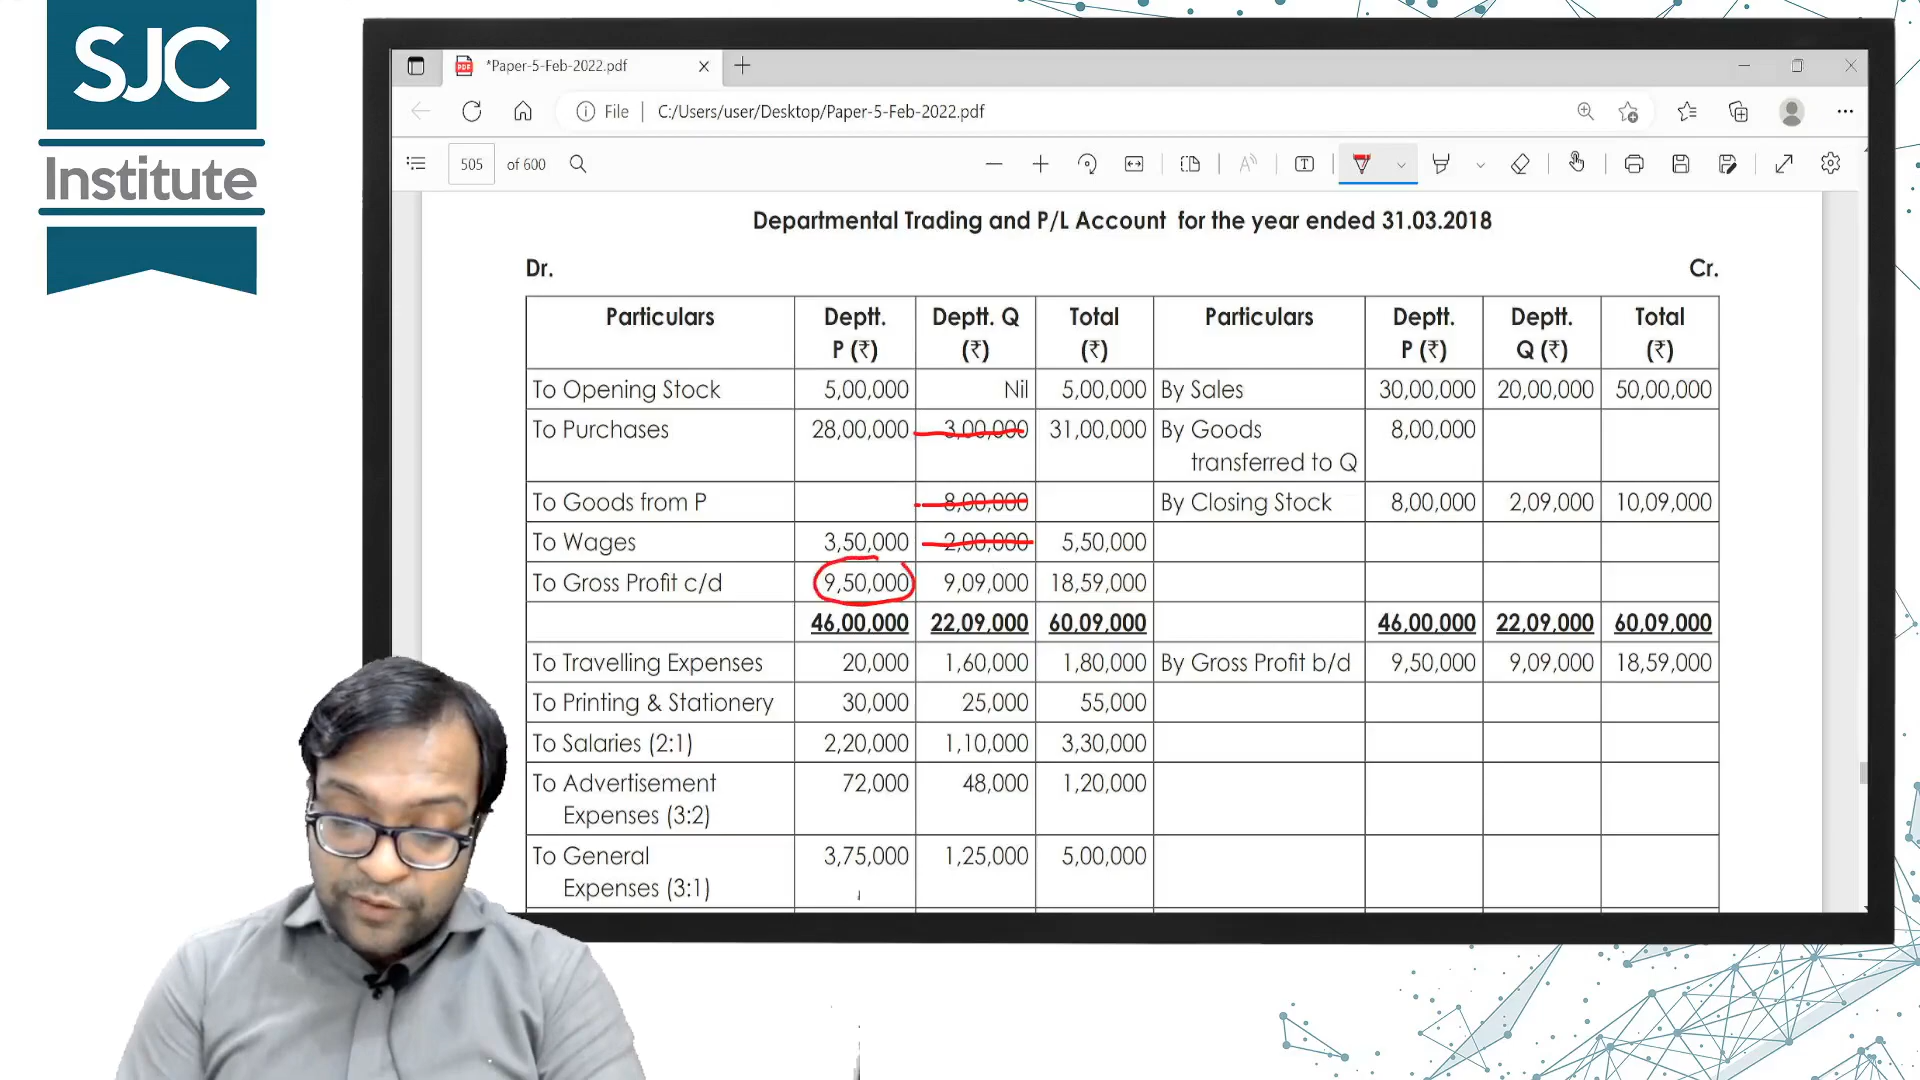 SJC
Institute
*Paper-5-Feb-2022.pdf
File C:/Users/user/Desktop/Paper-5-Feb-2022.pdf
505 of 600
Departmental Trading and P/L Account for the year ended 31.03.2018
Dr. Cr.
Particulars Deptt. P (₹) Deptt. Q (₹) Total (₹) Particulars Deptt. P (₹) Deptt. Q (₹) Total (₹)
To Opening Stock 5,00,000 Nil 5,00,000 By Sales 30,00,000 20,00,000 50,00,000
To Purchases 28,00,000 3,00,000 31,00,000 By Goods 8,00,000
transferred to Q
To Goods from P 8,00,000 By Closing Stock 8,00,000 2,09,000 10,09,000
To Wages 3,50,000 2,00,000 5,50,000
To Gross Profit c/d 9,50,000 9,09,000 18,59,000
46,00,000 22,09,000 60,09,000 46,00,000 22,09,000 60,09,000
To Travelling Expenses 20,000 1,60,000 1,80,000 By Gross Profit b/d 9,50,000 9,09,000 18,59,000
To Printing & Stationery 30,000 25,000 55,000
To Salaries (2:1) 2,20,000 1,10,000 3,30,000
To Advertisement 72,000 48,000 1,20,000
Expenses (3:2)
To General 3,75,000 1,25,000 5,00,000
Expenses (3:1)